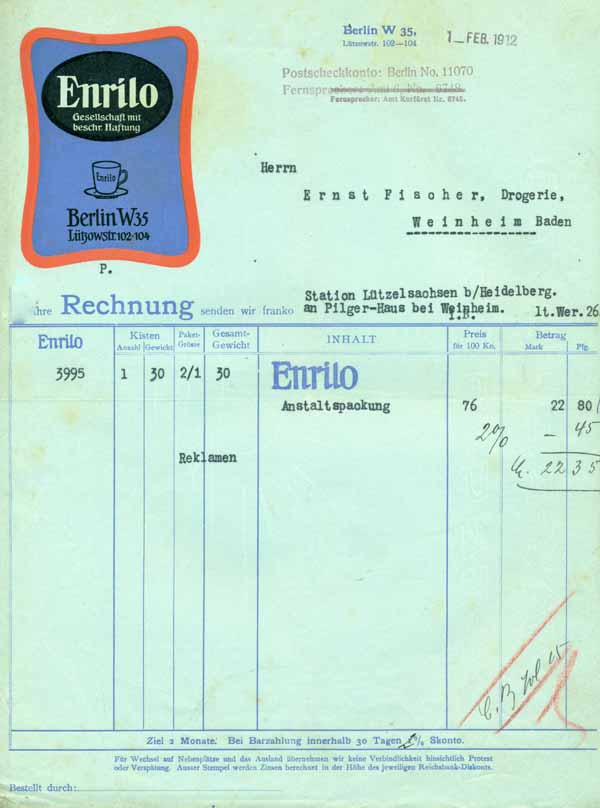 Enrilo
Gesellschaft mit
beschr. Haftung
Enrilo
Berlin W35
Lützowstr. 102-104
Berlin W 35,
Lützowstr. 102—104.
1_ FEB. 1912
Postscheckkonto: Berlin No. 11070
Fernsprecher: Amt Kurfürst Nr. 8748.
Herrn
Ernst Fischer, Drogerie,
Weinheim Baden
P.
Ihre Rechnung senden wir franko
Station Lützelsachsen b/Heidelberg.
an Pilger-Haus bei Weinheim. lt.Wer.26
I.B.
Enrilo Kisten Paket- Gesamt- INHALT Preis Betrag
Anzahl Gewicht Grösse Gewicht für 100 Kn. Mark Pfg.
3995 1 30 2/1 30 Enrilo
Anstaltspackung 76 22 80
2% — 45
Reklamen
M. 22 35
Ziel 2 Monate. Bei Barzahlung innerhalb 30 Tagen % Skonto.
Für Wechsel auf Nebenplätze und das Ausland übernehmen wir keine Verbindlichkeit hinsichtlich Protest
oder Verspätung. Ausser Stempel werden Zinsen berechnet in der Höhe des jeweiligen Reichsbank-Diskonts.
Bestellt durch: